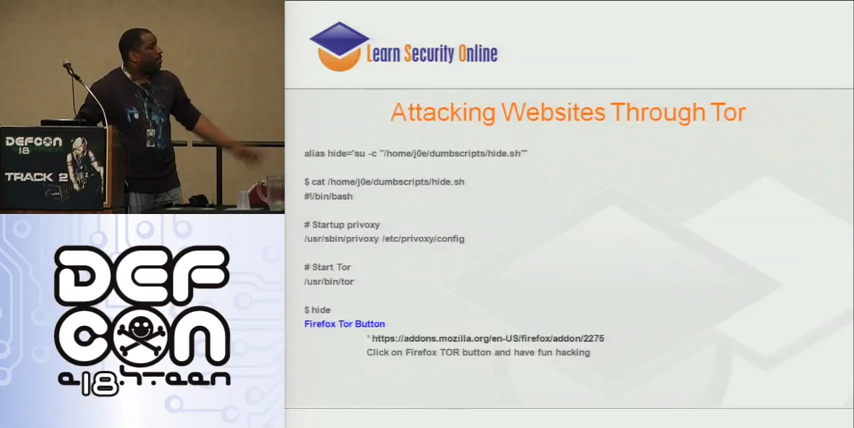 DEFCON
18
TRACK 2
DEF
CON
Learn Security Online
Attacking Websites Through Tor
alias hide='su -c "/home/j0e/dumbscripts/hide.sh"'
$ cat /home/j0e/dumbscripts/hide.sh
#!/bin/bash
# Startup privoxy
/usr/sbin/privoxy /etc/privoxy/config
# Start Tor
/usr/bin/tor
$ hide
Firefox Tor Button
* https://addons.mozilla.org/en-US/firefox/addon/2275
Click on Firefox TOR button and have fun hacking